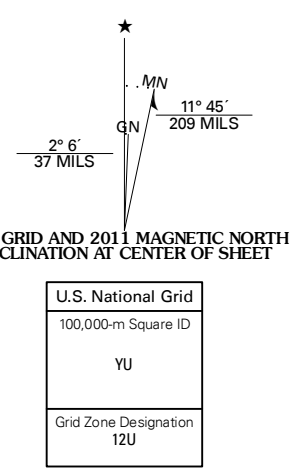 MN
11° 45´
209 MILS
GN
2° 6´
37 MILS
GRID AND 2011 MAGNETIC NORTH
CLINATION AT CENTER OF SHEET
U.S. National Grid
100,000-m Square ID
YU
Grid Zone Designation
12U